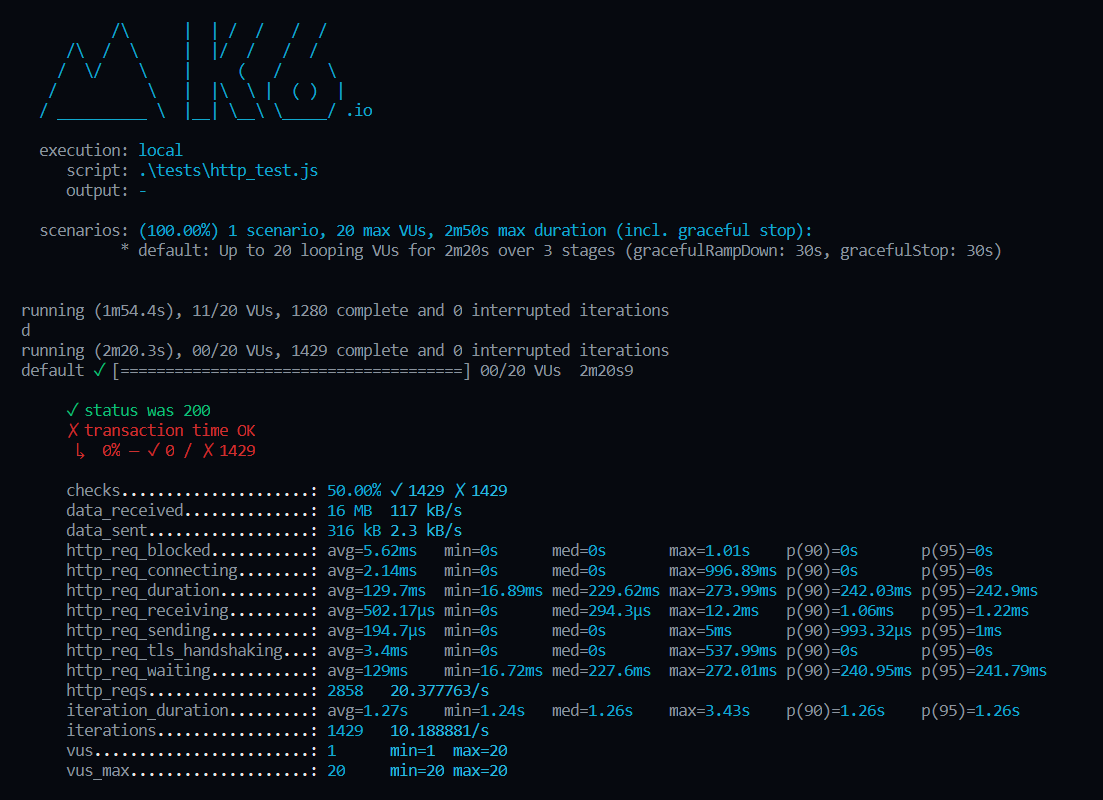 /\      |‾‾| /‾‾/   /‾‾/
     /\  /  \     |  |/  /   /  /
    /  \/    \    |     (   /   ‾‾\
   /          \   |  |\  \ |  (‾)  |
  / __________ \  |__| \__\ \_____/ .io

  execution: local
     script: .\tests\http_test.js
     output: -

  scenarios: (100.00%) 1 scenario, 20 max VUs, 2m50s max duration (incl. graceful stop):
           * default: Up to 20 looping VUs for 2m20s over 3 stages (gracefulRampDown: 30s, gracefulStop: 30s)

running (1m54.4s), 11/20 VUs, 1280 complete and 0 interrupted iterations
d
running (2m20.3s), 00/20 VUs, 1429 complete and 0 interrupted iterations
default ✓ [======================================] 00/20 VUs  2m20s9

     ✓ status was 200
     ✗ transaction time OK
      ↳  0% — ✓ 0 / ✗ 1429

     checks.....................: 50.00% ✓ 1429 ✗ 1429
     data_received..............: 16 MB  117 kB/s
     data_sent..................: 316 kB 2.3 kB/s
     http_req_blocked...........: avg=5.62ms   min=0s      med=0s       max=1.01s    p(90)=0s       p(95)=0s
     http_req_connecting........: avg=2.14ms   min=0s      med=0s       max=996.89ms p(90)=0s       p(95)=0s
     http_req_duration..........: avg=129.7ms  min=16.89ms med=229.62ms max=273.99ms p(90)=242.03ms p(95)=242.9ms
     http_req_receiving.........: avg=502.17µs min=0s      med=294.3µs  max=12.2ms   p(90)=1.06ms   p(95)=1.22ms
     http_req_sending...........: avg=194.7µs  min=0s      med=0s       max=5ms      p(90)=993.32µs p(95)=1ms
     http_req_tls_handshaking...: avg=3.4ms    min=0s      med=0s       max=537.99ms p(90)=0s       p(95)=0s
     http_req_waiting...........: avg=129ms    min=16.72ms med=227.6ms  max=272.01ms p(90)=240.95ms p(95)=241.79ms
     http_reqs..................: 2858   20.377763/s
     iteration_duration.........: avg=1.27s    min=1.24s   med=1.26s    max=3.43s    p(90)=1.26s    p(95)=1.26s
     iterations.................: 1429   10.188881/s
     vus........................: 1      min=1  max=20
     vus_max....................: 20     min=20 max=20